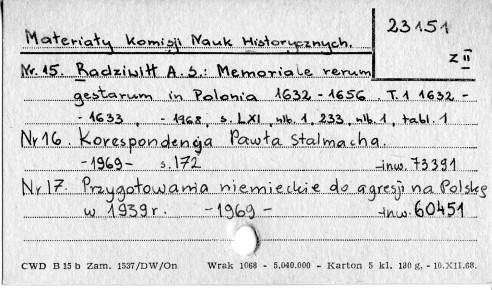 23151
Materiały Komisji Nauk Historycznych.
Z II
Nr. 15. Radziwiłł A. S.: Memoriale rerum
gestarum in Polonia 1632-1656. T.1 1632-
-1633, -1968, s. LXI, nlb. 1, 233, nlb. 1, tabl. 1
Nr 16. Korespondencja Pawła Stalmacha.
-1969- s. 172 -inw. 73391
Nr 17. Przygotowania niemieckie do agresji na Polskę
w 1939 r. -1969- -inw. 60451
CWD B 15 b Zam. 1537/DW/On Wrak 1068 - 5.040.000 - Karton 5 kl. 180 g. - 10.XII.68.